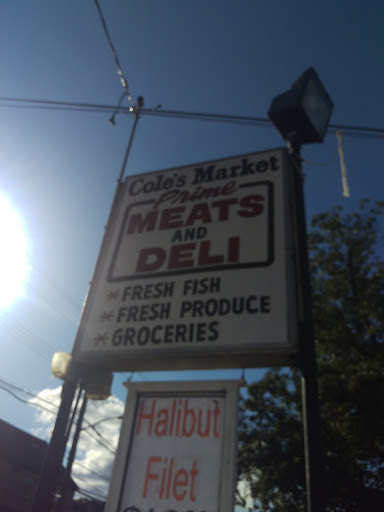 Cole's Market
Prime
MEATS
AND
DELI
* FRESH FISH
* FRESH PRODUCE
* GROCERIES
Halibut
Filet